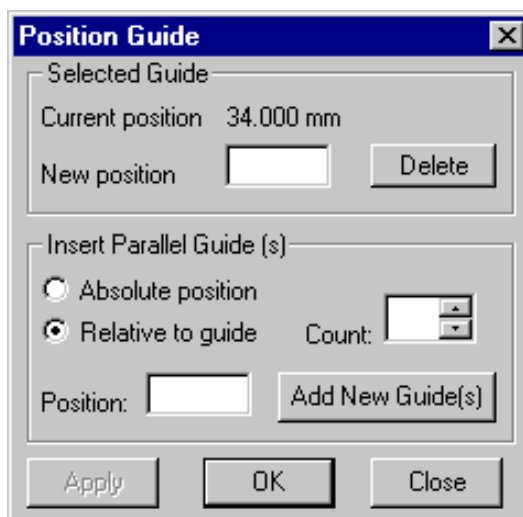 Position Guide
Selected Guide
Current position 34.000 mm
New position Delete
Insert Parallel Guide (s)
Absolute position
Relative to guide Count:
Position: Add New Guide(s)
Apply OK Close